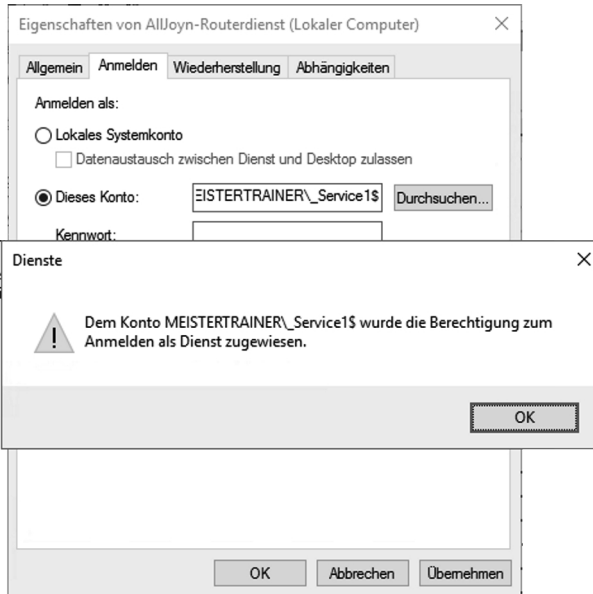 Eigenschaften von AllJoyn-Routerdienst (Lokaler Computer)
Allgemein Anmelden Wiederherstellung Abhängigkeiten
Anmelden als:
Lokales Systemkonto
Datenaustausch zwischen Dienst und Desktop zulassen
Dieses Konto: EISTERTRAINER\_Service1$ Durchsuchen...
Kennwort:
Dienste
Dem Konto MEISTERTRAINER\_Service1$ wurde die Berechtigung zum
Anmelden als Dienst zugewiesen.
OK
OK Abbrechen Übernehmen